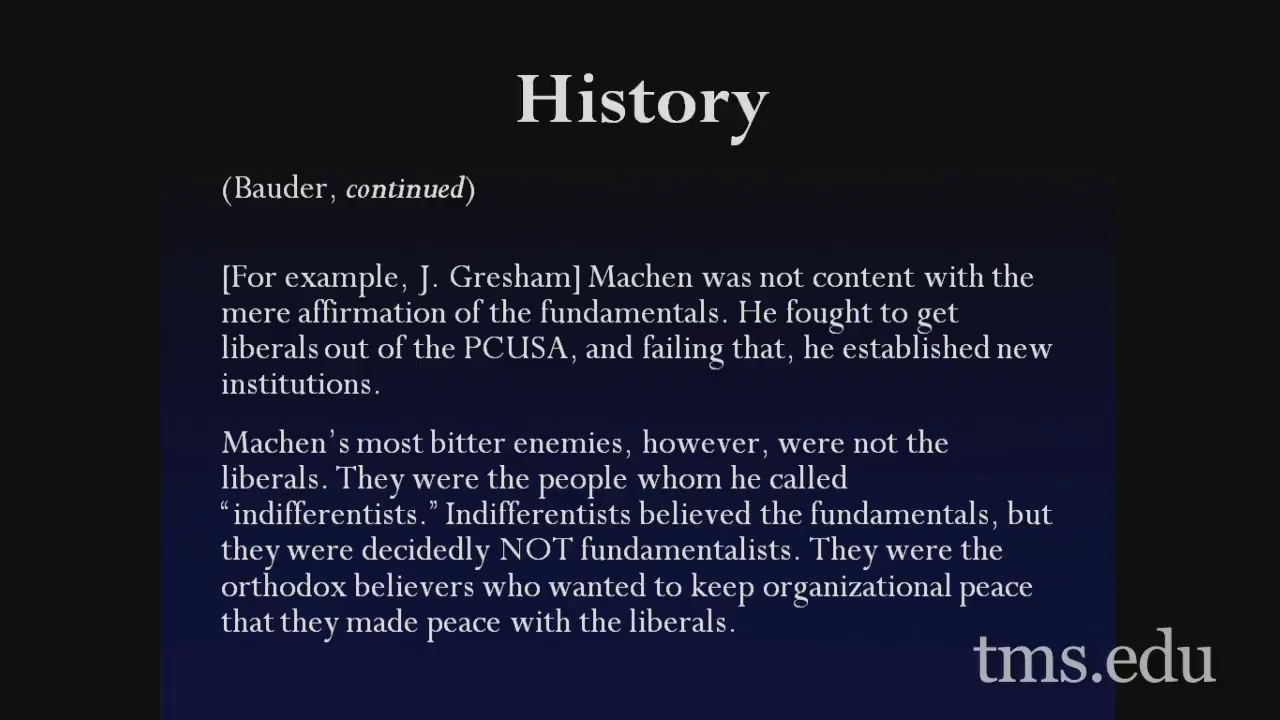 History
(Bauder, continued)
[For example, J. Gresham] Machen was not content with the
mere affirmation of the fundamentals. He fought to get
liberals out of the PCUSA, and failing that, he established new
institutions.
Machen’s most bitter enemies, however, were not the
liberals. They were the people whom he called
“indifferentists.” Indifferentists believed the fundamentals, but
they were decidedly NOT fundamentalists. They were the
orthodox believers who wanted to keep organizational peace
that they made peace with the liberals.
tms.edu